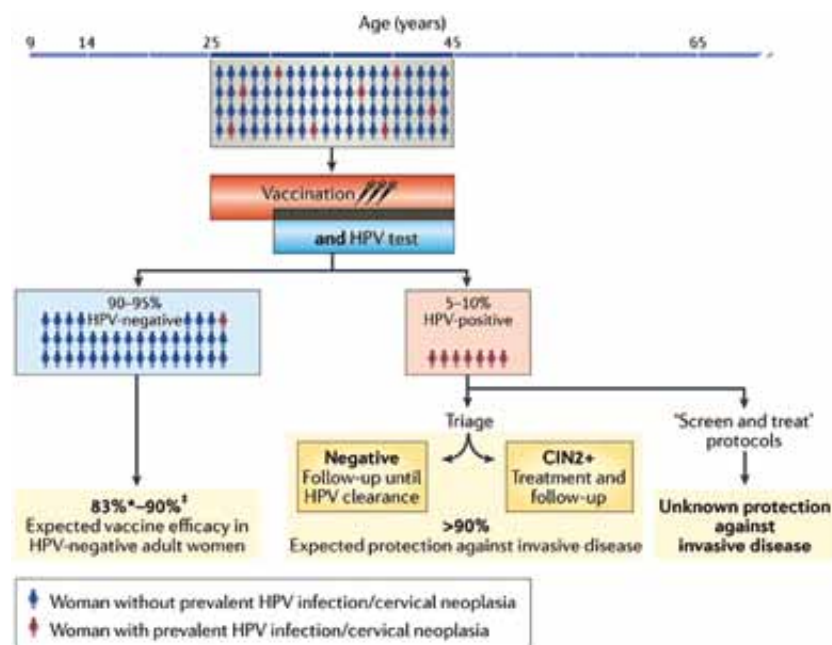 Age (years)
9 14 25 45 65
Vaccination
and HPV test
90–95%
HPV-negative
5–10%
HPV-positive
Triage
"Screen and treat"
protocols
Negative
Follow-up until
HPV clearance
CIN2+
Treatment and
follow-up
83%*–90%‡
Expected vaccine efficacy in
HPV-negative adult women
>90%
Expected protection against invasive disease
Unknown protection
against
invasive disease
Woman without prevalent HPV infection/cervical neoplasia
Woman with prevalent HPV infection/cervical neoplasia